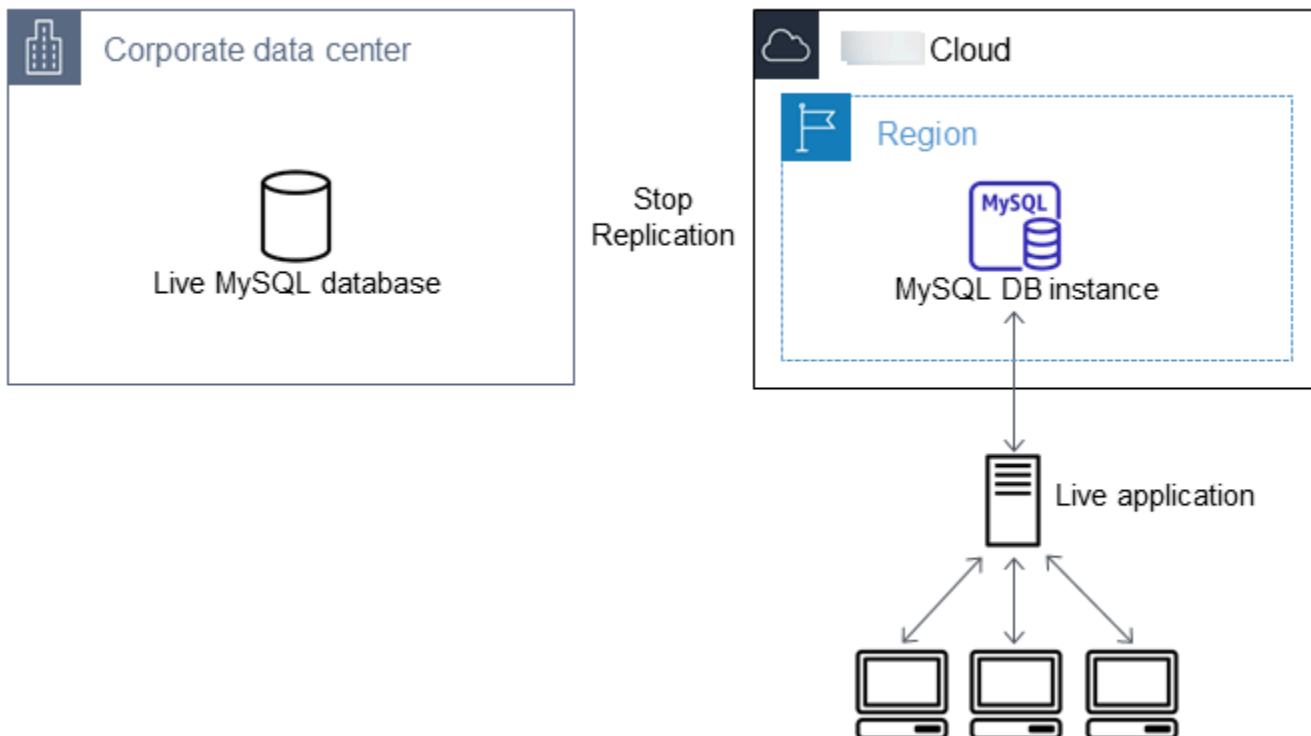 Corporate data center
Live MySQL database
Stop
Replication
Cloud
Region
MySQL
MySQL DB instance
Live application